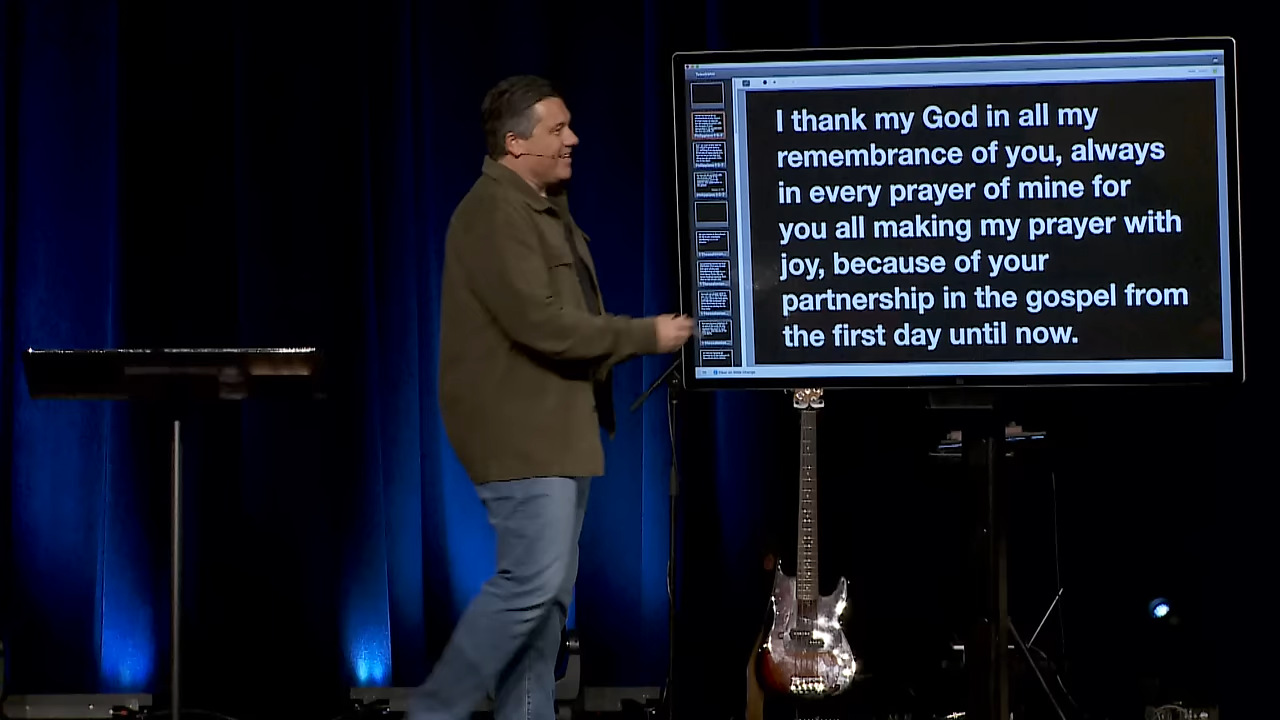 I thank my God in all my
remembrance of you, always
in every prayer of mine for
you all making my prayer with
joy, because of your
partnership in the gospel from
the first day until now.